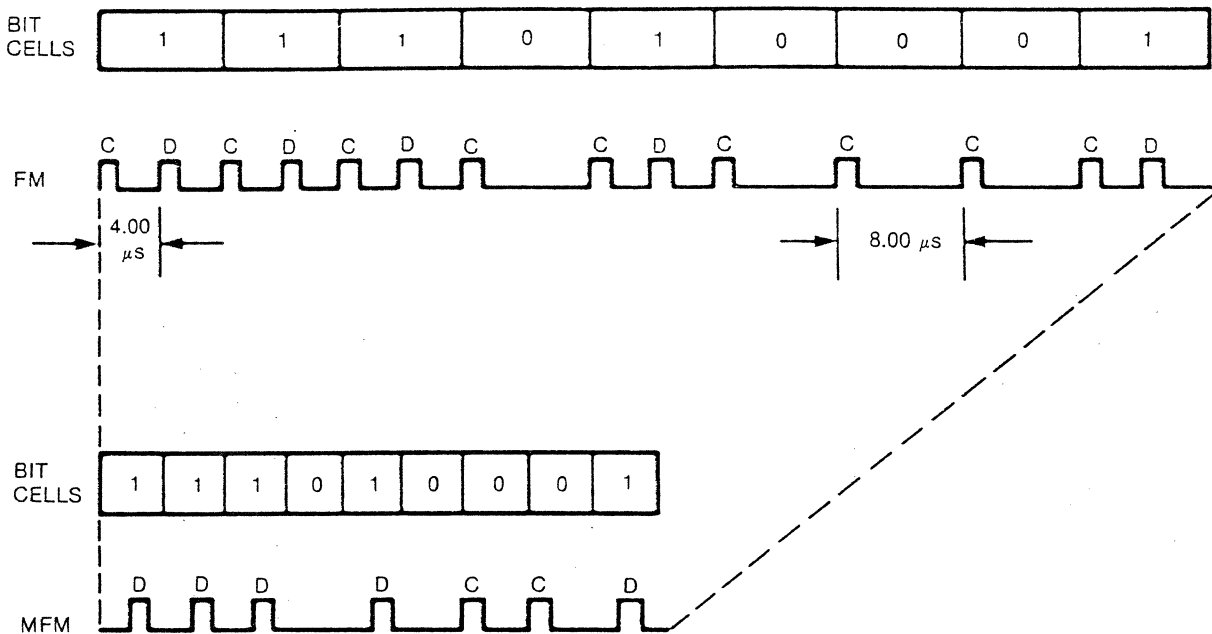 BIT
CELLS
1 1 1 0 1 0 0 0 1
C D C D C D C C D C C C C D
FM
4.00
μs
8.00 μs
BIT
CELLS
1 1 1 0 1 0 0 0 1
D D D D C C D
MFM